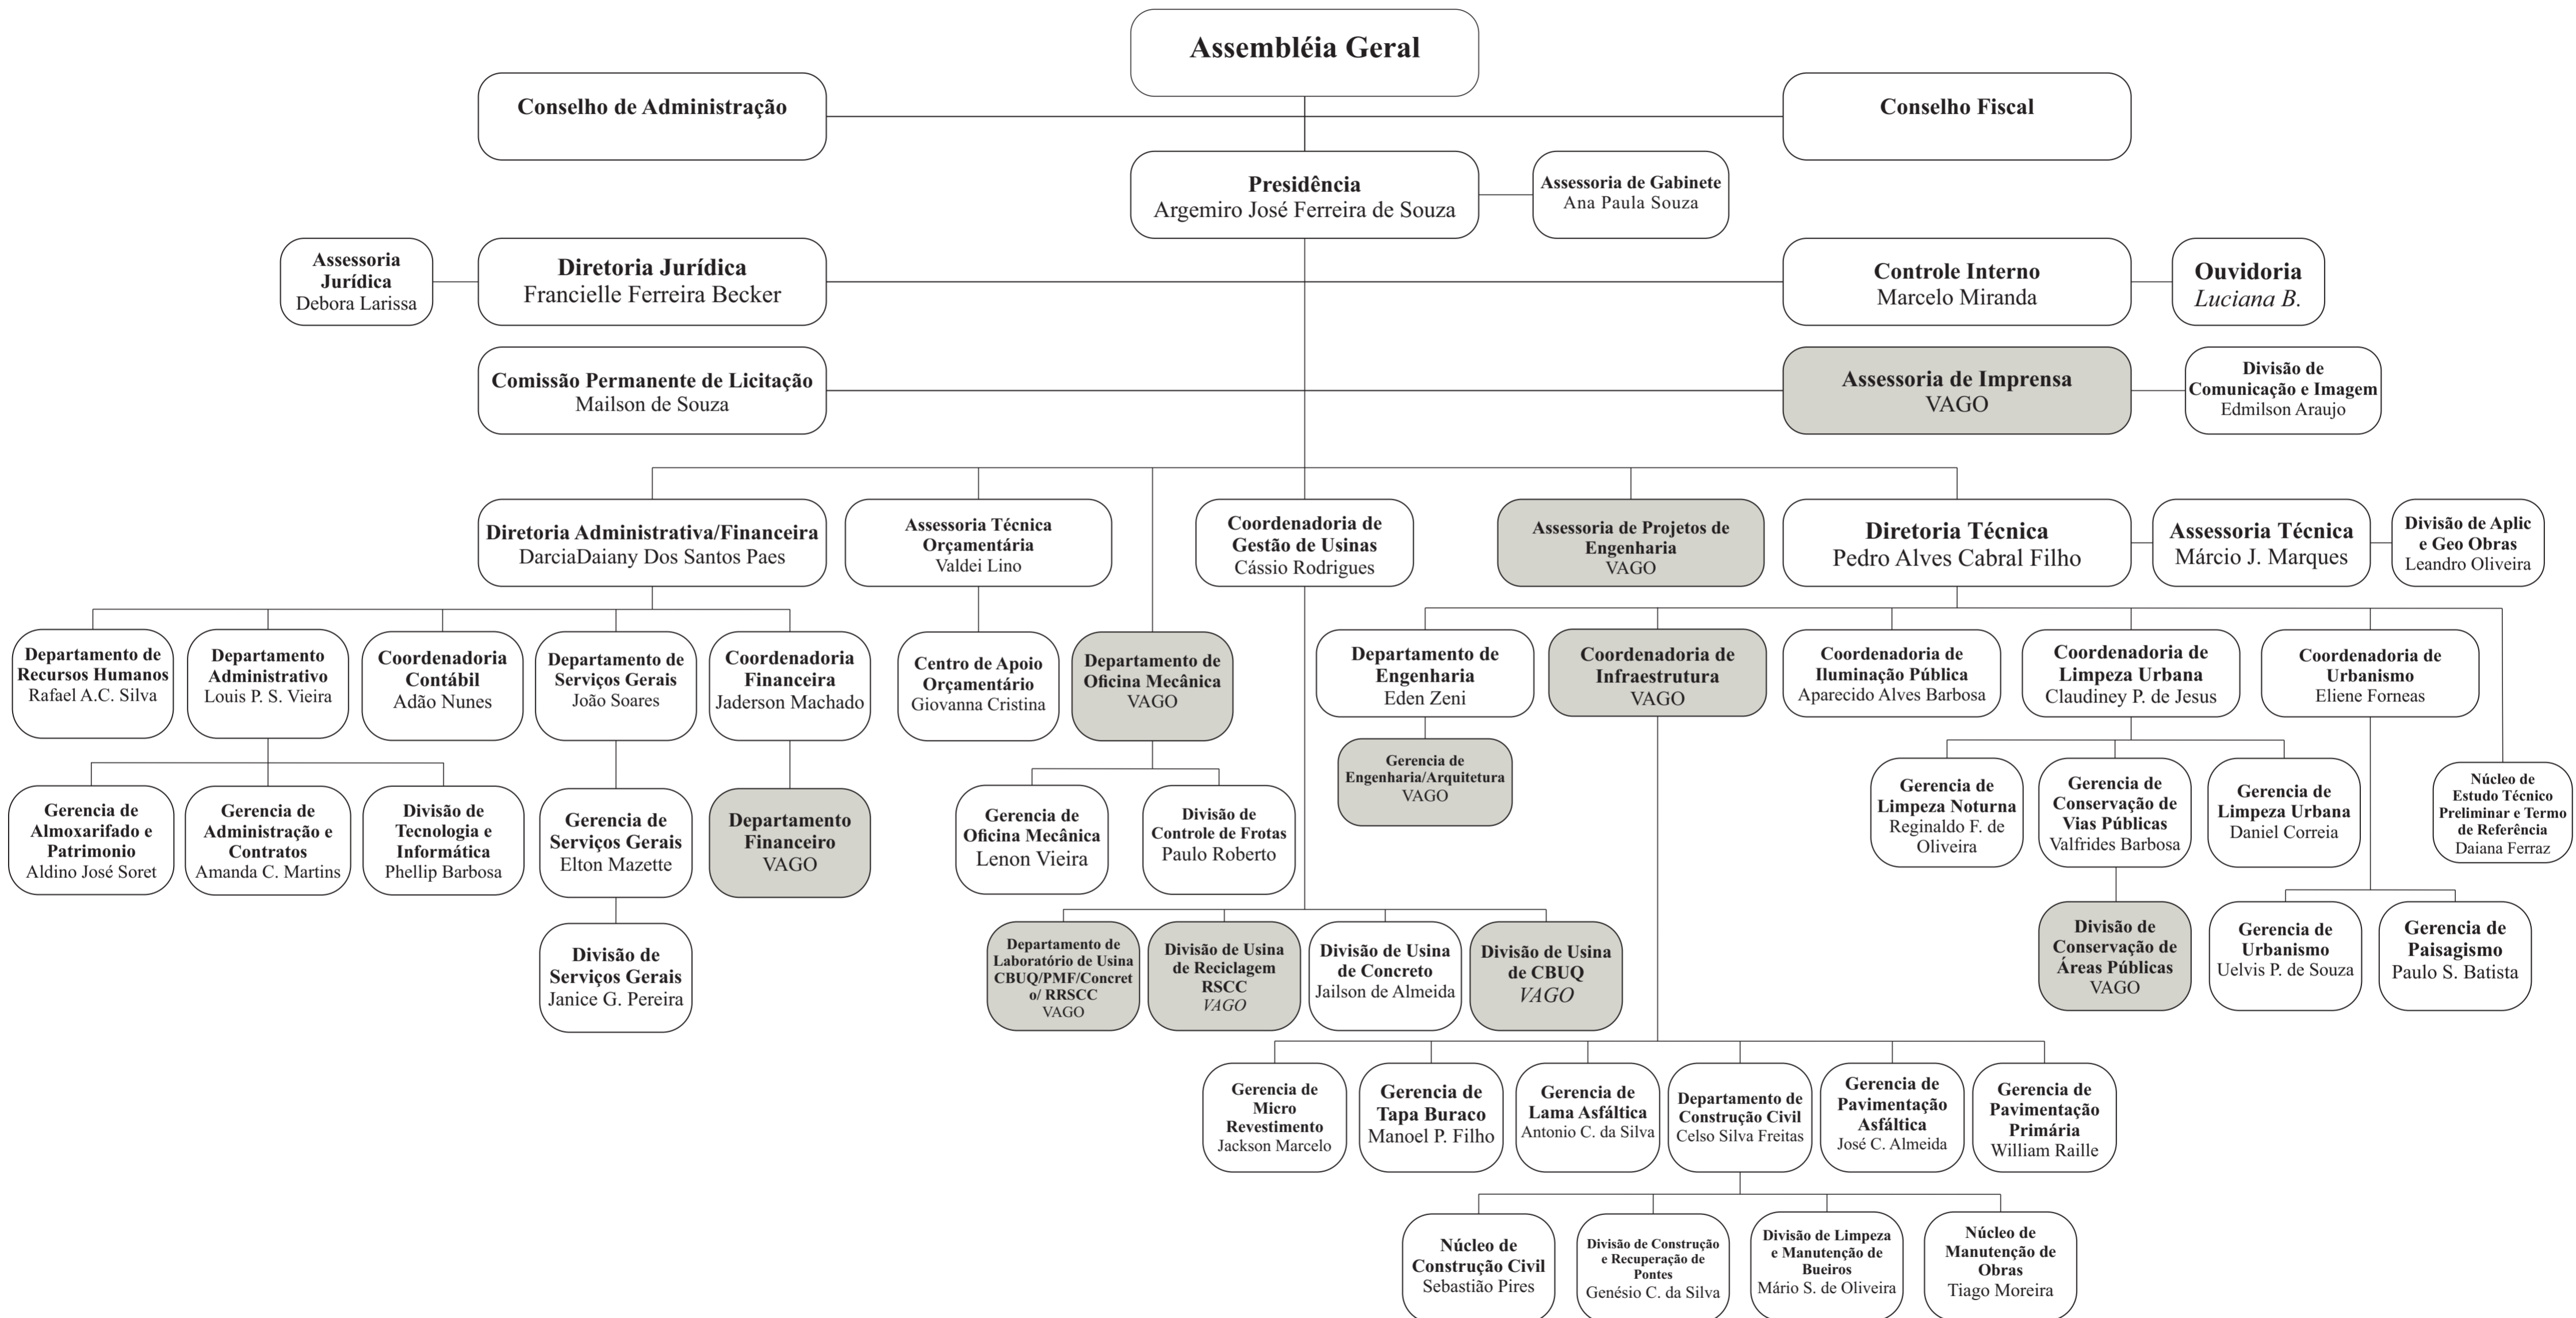 Assembléia Geral
Conselho de Administração
Conselho Fiscal
Presidência
Argemiro José Ferreira de Souza
Assessoria de Gabinete
Ana Paula Souza
Assessoria
Jurídica
Debora Larissa
Diretoria Jurídica
Francielle Ferreira Becker
Controle Interno
Marcelo Miranda
Ouvidoria
Luciana B.
Comissão Permanente de Licitação
Mailson de Souza
Assessoria de Imprensa
VAGO
Divisão de
Comunicação e Imagem
Edmilson Araujo
Diretoria Administrativa/Financeira
DarciaDaiany Dos Santos Paes
Assessoria Técnica
Orçamentária
Valdei Lino
Coordenadoria de
Gestão de Usinas
Cássio Rodrigues
Assessoria de Projetos de
Engenharia
VAGO
Diretoria Técnica
Pedro Alves Cabral Filho
Assessoria Técnica
Márcio J. Marques
Divisão de Aplic
e Geo Obras
Leandro Oliveira
Departamento de
Recursos Humanos
Rafael A.C. Silva
Departamento
Administrativo
Louis P. S. Vieira
Coordenadoria
Contábil
Adão Nunes
Departamento de
Serviços Gerais
João Soares
Coordenadoria
Financeira
Jaderson Machado
Centro de Apoio
Orçamentário
Giovanna Cristina
Departamento de
Oficina Mecânica
VAGO
Departamento de
Engenharia
Eden Zeni
Coordenadoria de
Infraestrutura
VAGO
Coordenadoria de
Iluminação Pública
Aparecido Alves Barbosa
Coordenadoria de
Limpeza Urbana
Claudiney P. de Jesus
Coordenadoria de
Urbanismo
Eliene Forneas
Gerencia de
Engenharia/Arquitetura
VAGO
Gerencia de
Almoxarifado e
Patrimonio
Aldino José Soret
Gerencia de
Administração e
Contratos
Amanda C. Martins
Divisão de
Tecnologia e
Informática
Phellip Barbosa
Gerencia de
Serviços Gerais
Elton Mazette
Departamento
Financeiro
VAGO
Gerencia de
Oficina Mecânica
Lenon Vieira
Divisão de
Controle de Frotas
Paulo Roberto
Gerencia de
Limpeza Noturna
Reginaldo F. de
Oliveira
Gerencia de
Conservação de
Vias Públicas
Valfrides Barbosa
Gerencia de
Limpeza Urbana
Daniel Correia
Núcleo de
Estudo Técnico
Preliminar e Termo
de Referência
Daiana Ferraz
Divisão de
Serviços Gerais
Janice G. Pereira
Departamento de
Laboratório de Usina
CBUQ/PMF/Concret
o/ RRSCC
VAGO
Divisão de Usina
de Reciclagem
RSCC
VAGO
Divisão de Usina
de Concreto
Jailson de Almeida
Divisão de Usina
de CBUQ
VAGO
Divisão de
Conservação de
Áreas Públicas
VAGO
Gerencia de
Urbanismo
Uelvis P. de Souza
Gerencia de
Paisagismo
Paulo S. Batista
Gerencia de
Micro
Revestimento
Jackson Marcelo
Gerencia de
Tapa Buraco
Manoel P. Filho
Gerencia de
Lama Asfáltica
Antonio C. da Silva
Departamento de
Construção Civil
Celso Silva Freitas
Gerencia de
Pavimentação
Asfáltica
José C. Almeida
Gerencia de
Pavimentação
Primária
William Raille
Núcleo de
Construção Civil
Sebastião Pires
Divisão de Construção
e Recuperação de
Pontes
Genésio C. da Silva
Divisão de Limpeza
e Manutenção de
Bueiros
Mário S. de Oliveira
Núcleo de
Manutenção de
Obras
Tiago Moreira